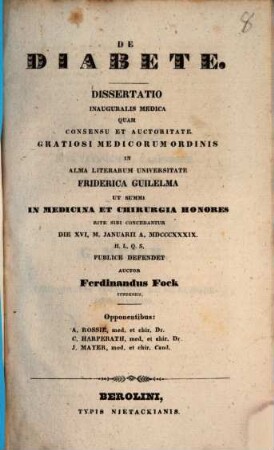 8
DE
DIABETE.
DISSERTATIO
INAUGURALIS MEDICA
QUAM
CONSENSU ET AUCTORITATE
GRATIOSI MEDICORUM ORDINIS
IN
ALMA LITERARUM UNIVERSITATE
FRIDERICA GUILELMA
UT SUMMI
IN MEDICINA ET CHIRURGIA HONORES
RITE SIBI CONCEDANTUR
DIE XVI, M. JANUARII A, MDCCCXXXIX.
H. L, Q. S,
PUBLICE DEFENDET
AUCTOR
Ferdinandus Fock
Opponentibus:
A. ROSSIE, med. et chir. Dr.
C. HARPERATH, med. et chir. Dr
J. MAYER, med. et chir. Cand.
BEROLINI,
TYPIS NIETACKIANIS.